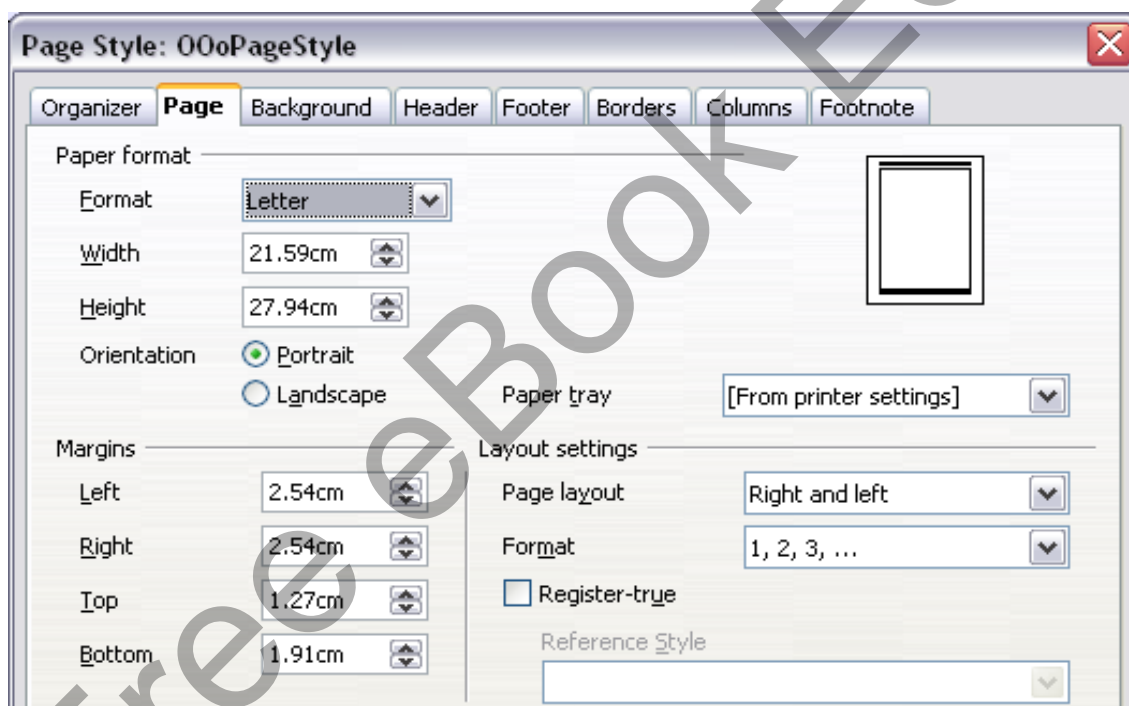 Page Style: OOoPageStyle
Organizer Page Background Header Footer Borders Columns Footnote
Paper format
Format Letter
Width 21.59cm
Height 27.94cm
Orientation Portrait
Landscape
Paper tray [From printer settings]
Margins
Left 2.54cm
Right 2.54cm
Top 1.27cm
Bottom 1.91cm
Layout settings
Page layout Right and left
Format 1, 2, 3, ...
Register-true
Reference Style
Free eBook